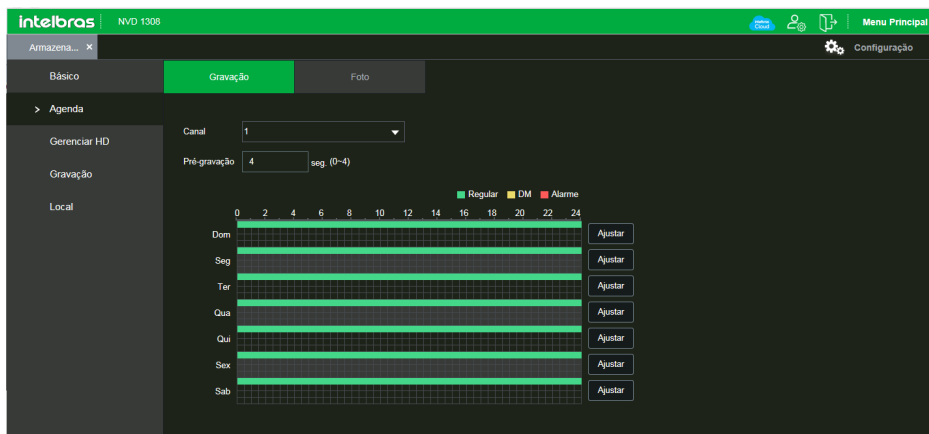 intelbras NVD 1308 Intelbras Cloud Menu Principal
Armazena... × Configuração
Básico Gravação Foto
> Agenda
Canal 1
Gerenciar HD
Pré-gravação 4 seg. (0~4)
Gravação
Regular DM Alarme
Local
0 2 4 6 8 10 12 14 16 18 20 22 24
Dom Ajustar
Seg Ajustar
Ter Ajustar
Qua Ajustar
Qui Ajustar
Sex Ajustar
Sab Ajustar